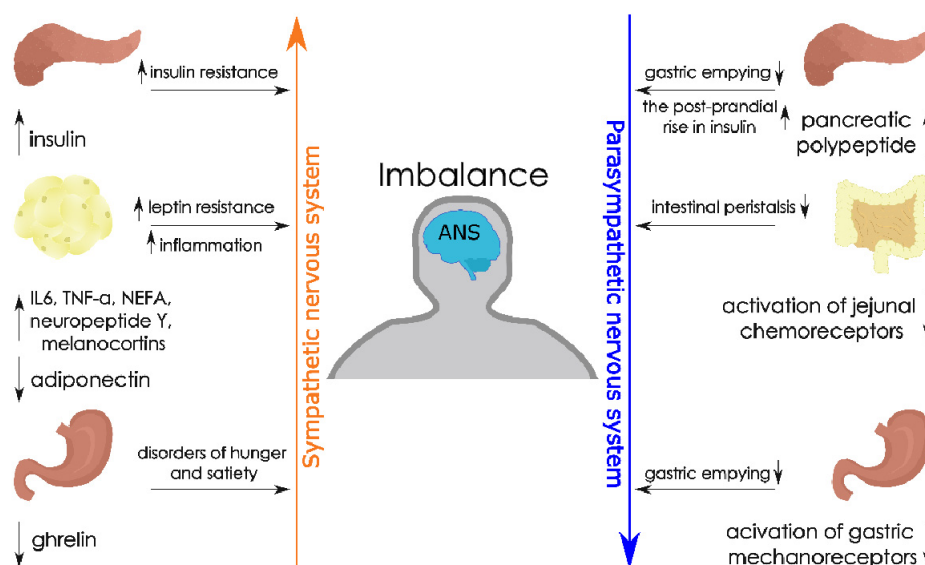 insulin resistance
insulin
leptin resistance
inflammation
IL6, TNF-a, NEFA,
neuropeptide Y,
melanocortins
adiponectin
disorders of hunger
and satiety
ghrelin
Sympathetic nervous system
Imbalance
ANS
Parasympathetic nervous system
gastric empying
the post-prandial
rise in insulin
pancreatic
polypeptide
intestinal peristalsis
activation of jejunal
chemoreceptors
gastric empying
acivation of gastric
mechanoreceptors